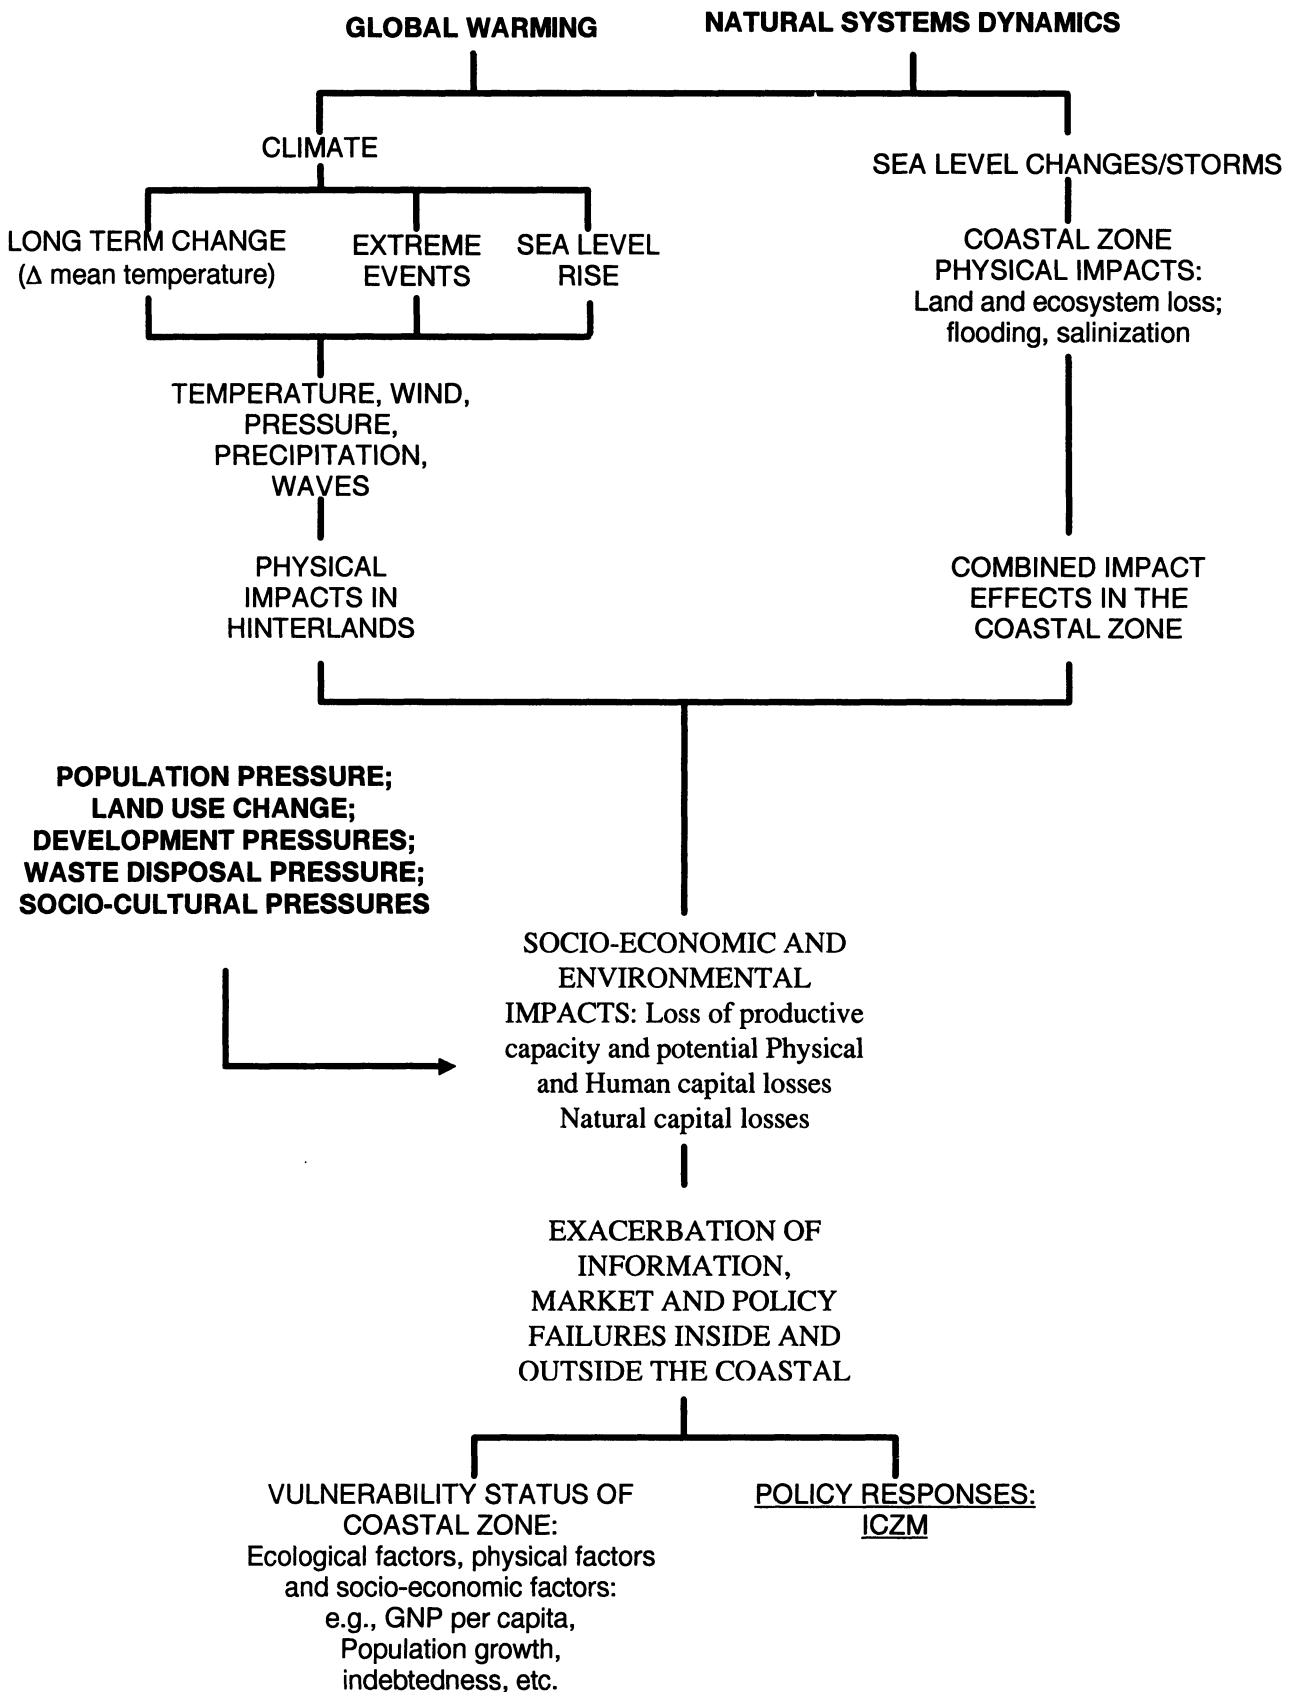 GLOBAL WARMING
NATURAL SYSTEMS DYNAMICS
CLIMATE
SEA LEVEL CHANGES/STORMS
LONG TERM CHANGE
(Δ mean temperature)
EXTREME
EVENTS
SEA LEVEL
RISE
COASTAL ZONE
PHYSICAL IMPACTS:
Land and ecosystem loss;
flooding, salinization
TEMPERATURE, WIND,
PRESSURE,
PRECIPITATION,
WAVES
PHYSICAL
IMPACTS IN
HINTERLANDS
COMBINED IMPACT
EFFECTS IN THE
COASTAL ZONE
POPULATION PRESSURE;
LAND USE CHANGE;
DEVELOPMENT PRESSURES;
WASTE DISPOSAL PRESSURE;
SOCIO-CULTURAL PRESSURES
SOCIO-ECONOMIC AND
ENVIRONMENTAL
IMPACTS: Loss of productive
capacity and potential Physical
and Human capital losses
Natural capital losses
EXACERBATION OF
INFORMATION,
MARKET AND POLICY
FAILURES INSIDE AND
OUTSIDE THE COASTAL
VULNERABILITY STATUS OF
COASTAL ZONE:
Ecological factors, physical factors
and socio-economic factors:
e.g., GNP per capita,
Population growth,
indebtedness, etc.
POLICY RESPONSES:
ICZM